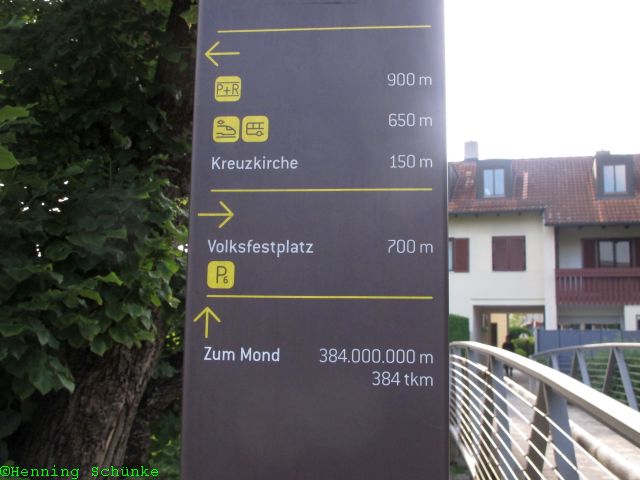 P+R 900 m
650 m
Kreuzkirche 150 m
Volksfestplatz 700 m
P6
Zum Mond 384.000.000 m
384 tkm
©Henning Schünke